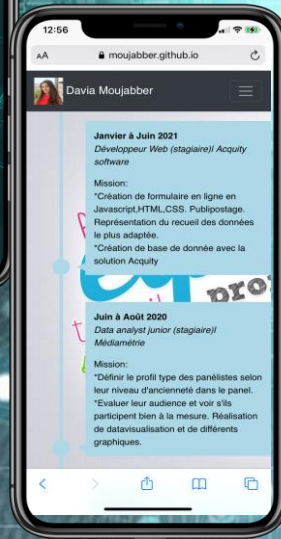 12:56
AA moujabber.github.io
Davia Moujabber
Janvier à Juin 2021
Développeur Web (stagiaire)l Acquity
software
Mission:
*Création de formulaire en ligne en
Javascript,HTML,CSS. Publipostage.
Représentation du recueil des données
le plus adaptée.
*Création de base de donnée avec la
solution Acquity
pro
Juin à Août 2020
Data analyst junior (stagiaire)l
Médiamétrie
Mission:
*Définir le profil type des panélistes selon
leur niveau d'ancienneté dans le panel.
*Evaluer leur audience et voir s'ils
participent bien à la mesure. Réalisation
de datavisualisation et de différents
graphiques.